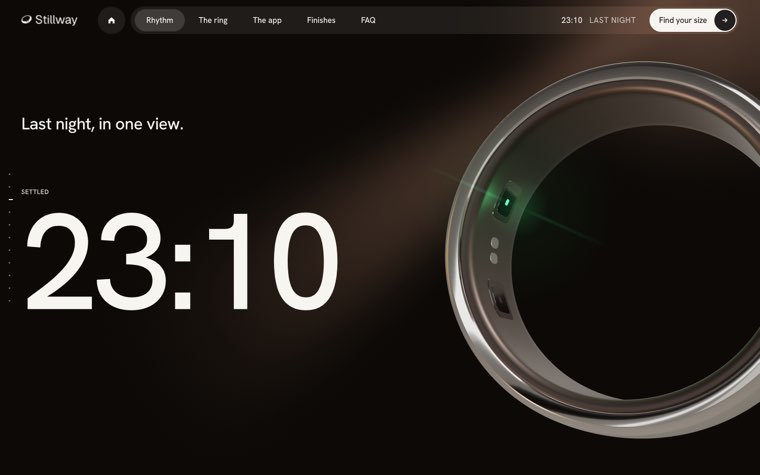 Stillway
Rhythm
The ring
The app
Finishes
FAQ
23:10 LAST NIGHT
Find your size
Last night, in one view.
SETTLED
23:10